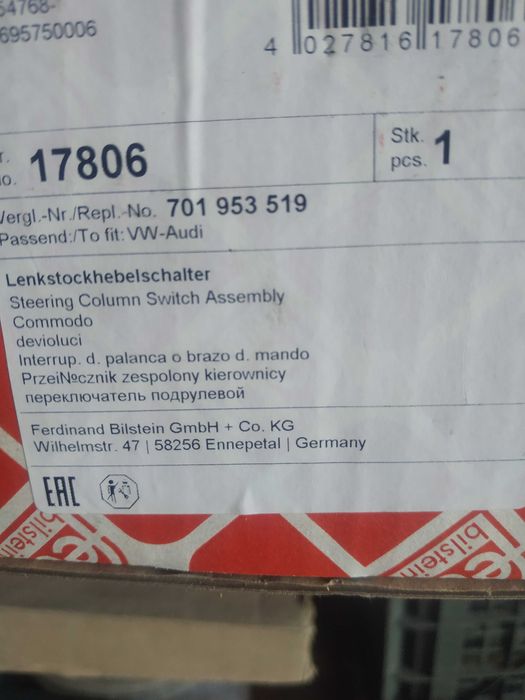 54768-
695750006
4 027816 17806
r. 17806
o.
Stk. 1
pcs.
Vergl.-Nr./Repl.-No. 701 953 519
Passend:/To fit: VW-Audi
Lenkstockhebelschalter
Steering Column Switch Assembly
Commodo
devioluci
Interrup. d. palanca o brazo d. mando
Przei№cznik zespolony kierownicy
переключатель подрулевой
Ferdinand Bilstein GmbH + Co. KG
Wilhelmstr. 47 | 58256 Ennepetal | Germany
EAC
bilstein
bilstein